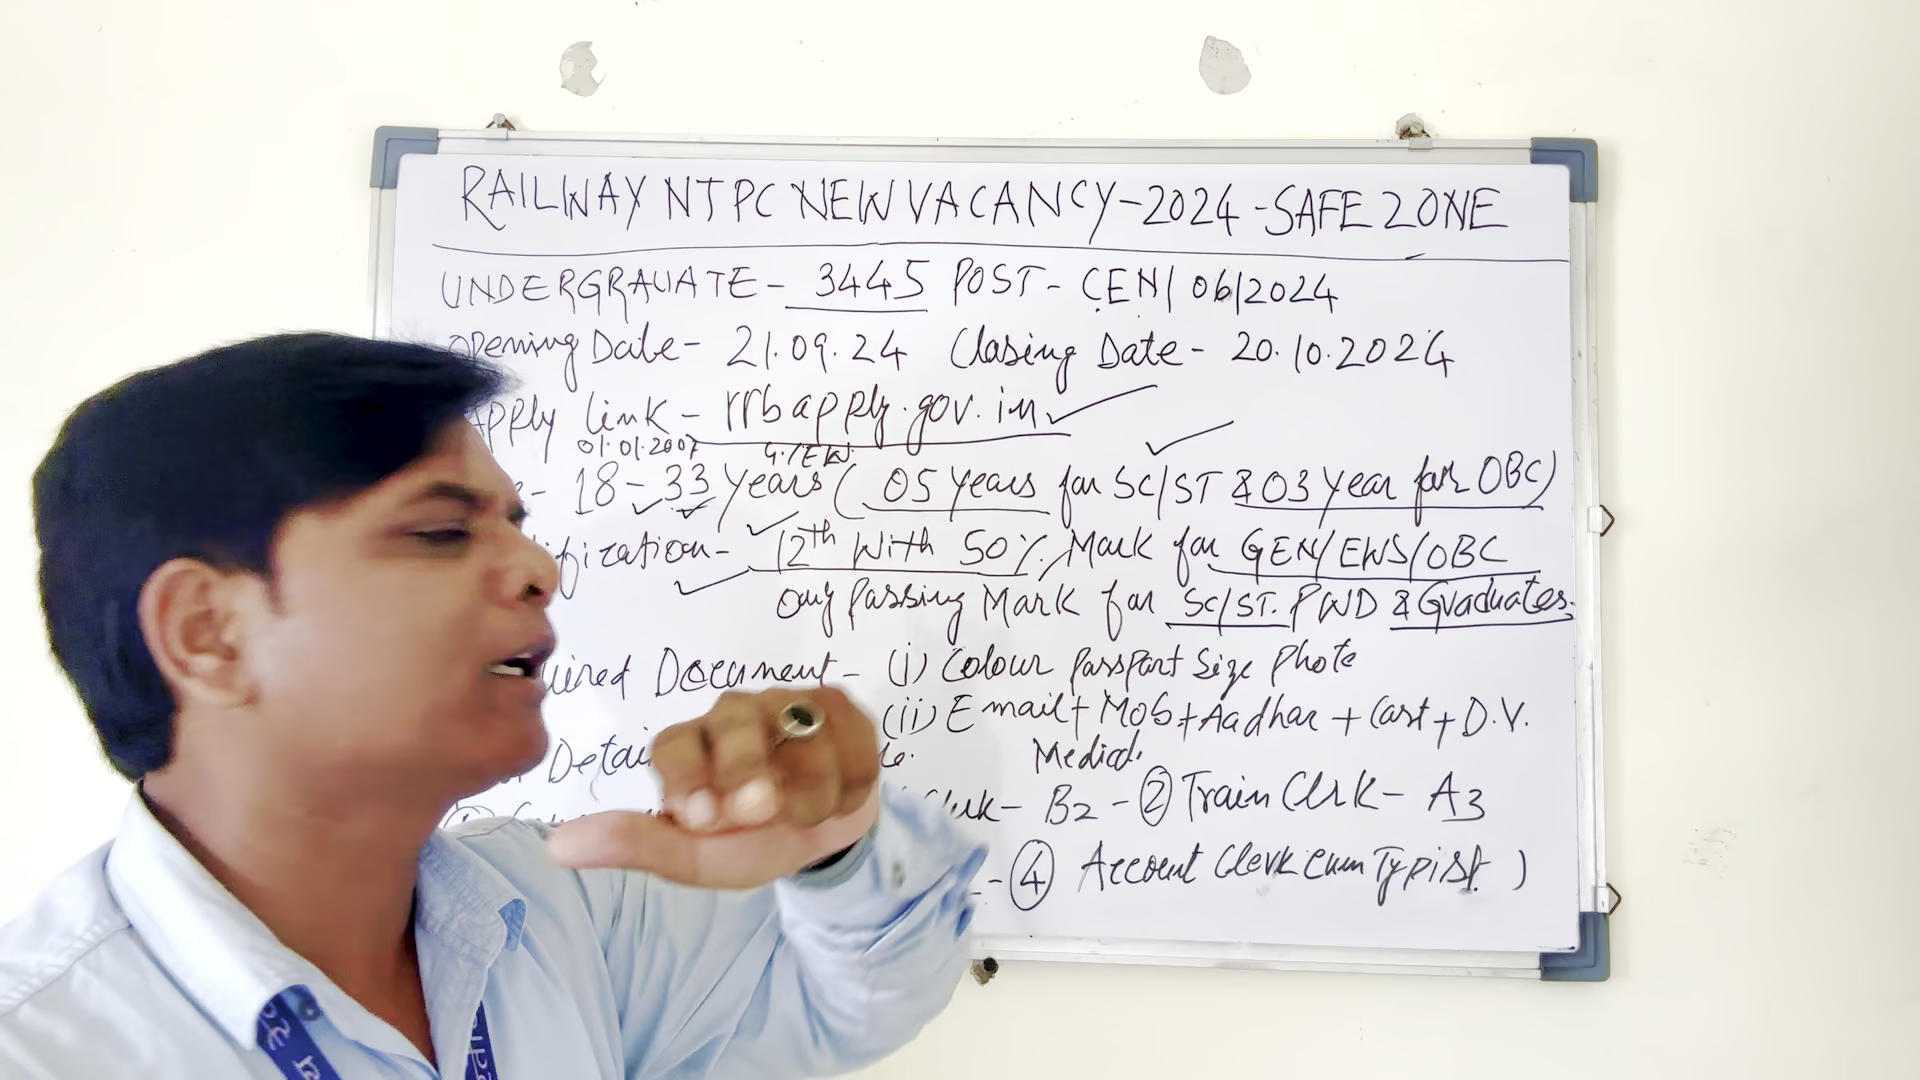 RAILWAY NTPC NEW VACANCY-2024-SAFE ZONE
UNDERGRAUATE- 3445 POST- CEN/06/2024
opening Date- 21.09.24 Closing Date- 20.10.2024
Apply link- rrbapply.gov.in
01.01.2007 G./EW.
- 18-33 Years (05 Years for SC/ST & 03 Year for OBC)
ification- 12th With 50% Mark for GEN/EWS/OBC
only Passing Mark for SC/ST. PWD & Graduates.
uired Document- (i) Colour Passport Size Photo
(ii) Email+Mob+Aadhar+Cast+D.V.
Detai Medical.
Clerk- B2 - ② Train Clerk- A3
- ④ Account Clerk cum Typist )